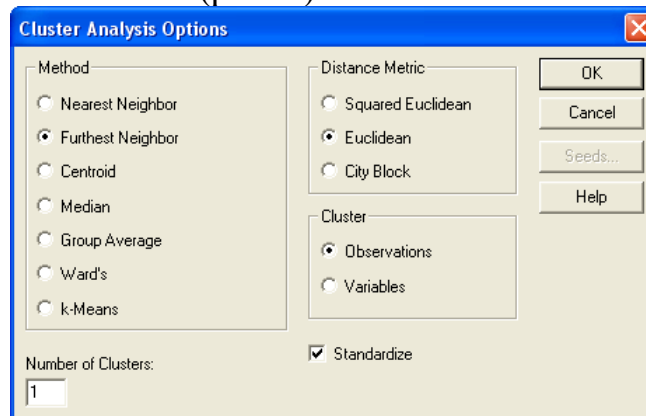 Cluster Analysis Options
Method
Nearest Neighbor
Furthest Neighbor
Centroid
Median
Group Average
Ward's
k-Means
Number of Clusters:
1
Distance Metric
Squared Euclidean
Euclidean
City Block
Cluster
Observations
Variables
Standardize
OK
Cancel
Seeds...
Help